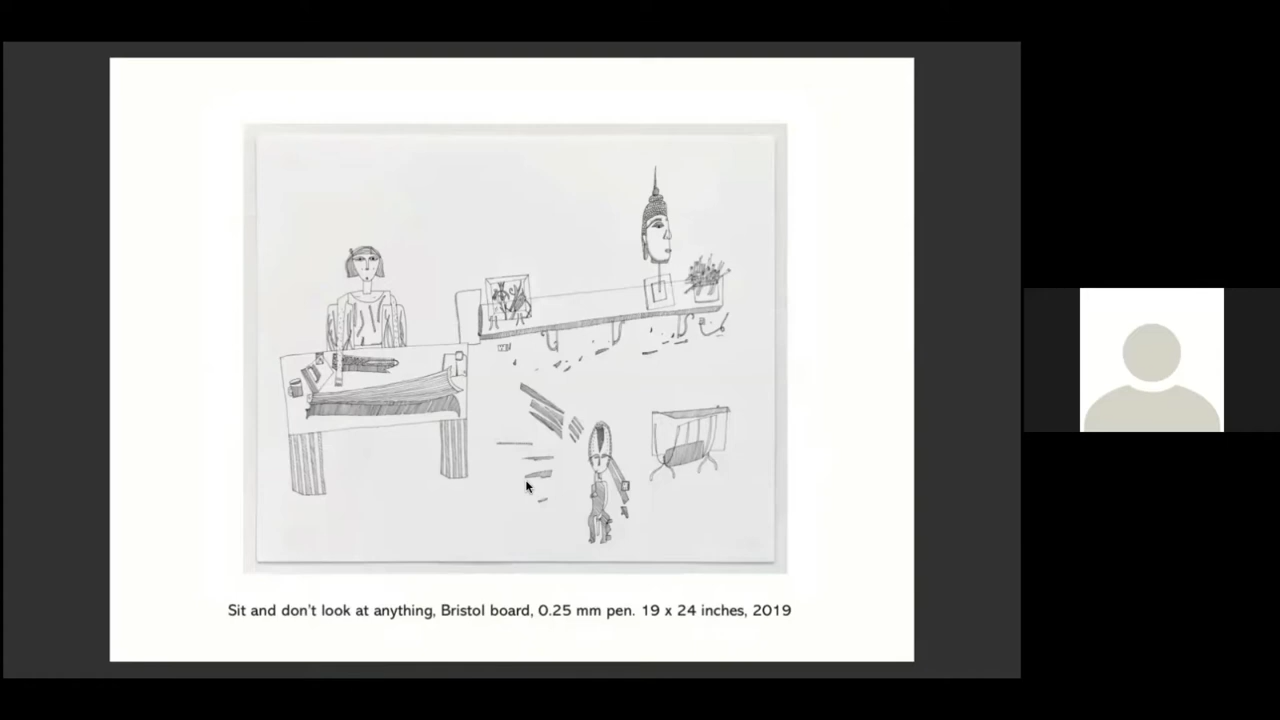 Sit and don't look at anything, Bristol board, 0.25 mm pen. 19 x 24 inches, 2019